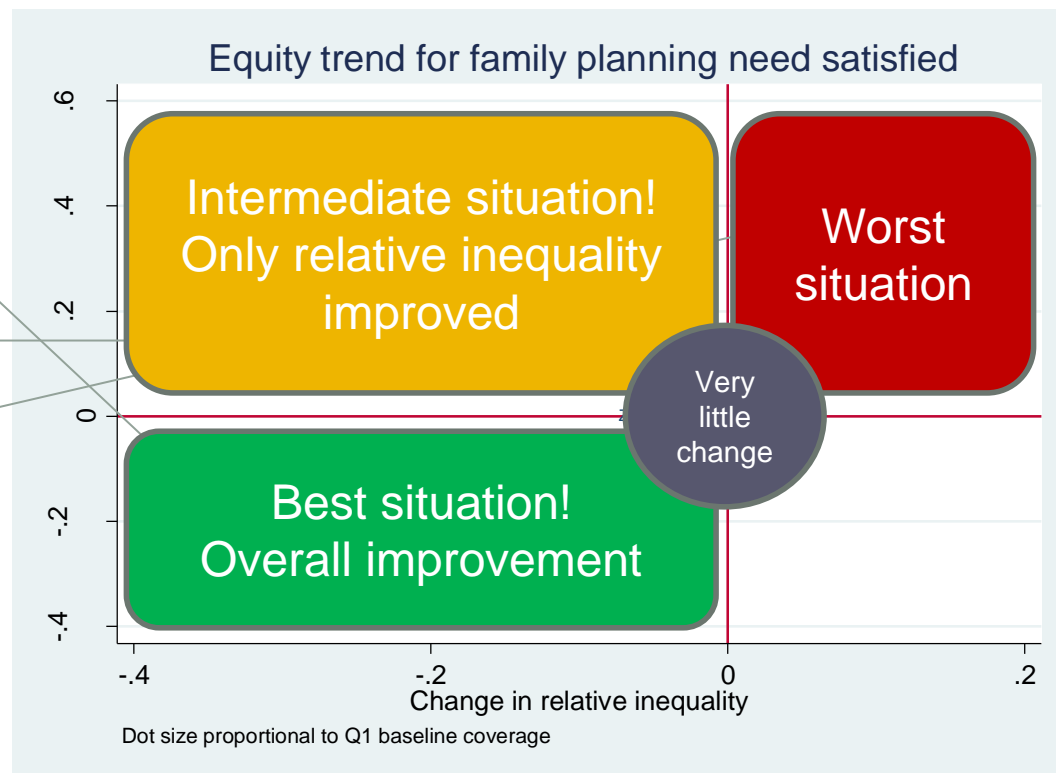 Equity trend for family planning need satisfied
.6
.4
.2
0
-.2
-.4
Intermediate situation!
Only relative inequality
improved
Worst
situation
Very
little
change
Best situation!
Overall improvement
-.4
-.2
0
.2
Change in relative inequality
Dot size proportional to Q1 baseline coverage